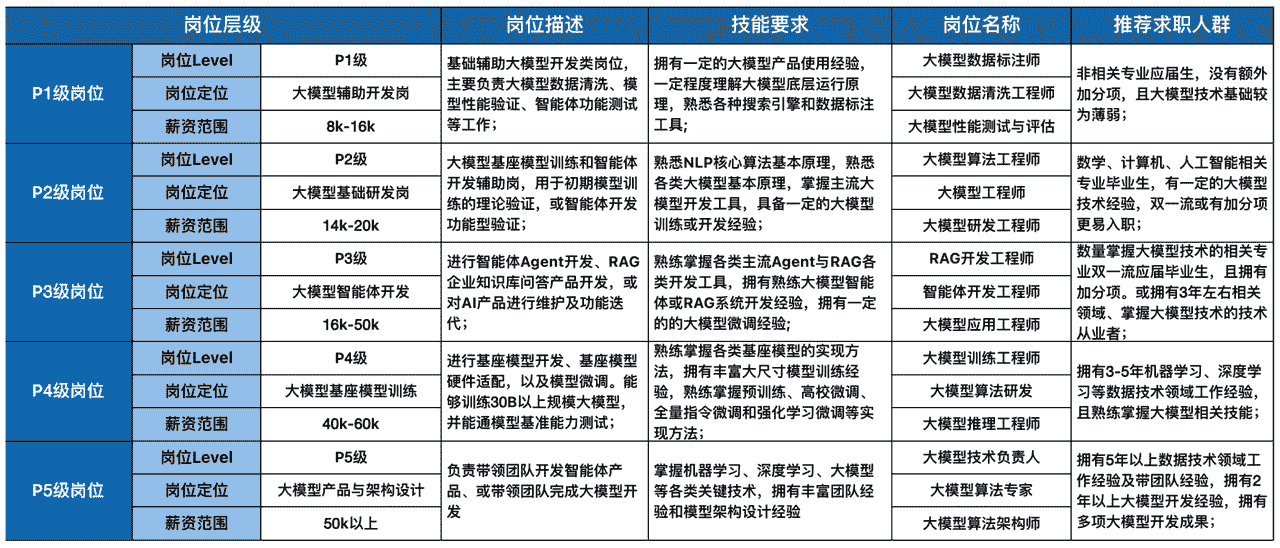 岗位层级
岗位描述
技能要求
岗位名称
推荐求职人群
P1级岗位
岗位Level
P1级
岗位定位
大模型辅助开发岗
薪资范围
8k-16k
基础辅助大模型开发类岗位，
主要负责大模型数据清洗、模
型性能验证、智能体功能测试
等工作；
拥有一定的大模型产品使用经验，
一定程度理解大模型底层运行原
理，熟悉各种搜索引擎和数据标注
工具；
大模型数据标注师
大模型数据清洗工程师
大模型性能测试与评估
非相关专业应届生，没有额外
加分项，且大模型技术基础较
为薄弱；
P2级岗位
岗位Level
P2级
岗位定位
大模型基础研发岗
薪资范围
14k-20k
大模型基座模型训练和智能体
开发辅助岗，用于初期模型训
练的理论验证，或智能体开发
功能型验证；
熟悉NLP核心算法基本原理，熟悉
各类大模型基本原理，掌握主流大
模型开发工具，具备一定的大模型
训练或开发经验；
大模型算法工程师
大模型工程师
大模型研发工程师
数学、计算机、人工智能相关
专业毕业生，有一定的大模型
技术经验，双一流或有加分项
更易入职；
P3级岗位
岗位Level
P3级
岗位定位
大模型智能体开发
薪资范围
16k-50k
进行智能体Agent开发、RAG
企业知识库问答产品开发，或
对AI产品进行维护及功能迭
代；
熟练掌握各类主流Agent与RAG各
类开发工具，拥有熟练大模型智能
体或RAG系统开发经验，拥有一定
的的大模型微调经验;
RAG开发工程师
智能体开发工程师
大模型应用工程师
数量掌握大模型技术的相关专
业双一流应届毕业生，且拥有
加分项。或拥有3年左右相关
领域、掌握大模型技术的技术
从业者；
P4级岗位
岗位Level
P4级
岗位定位
大模型基座模型训练
薪资范围
40k-60k
进行基座模型开发、基座模型
硬件适配，以及模型微调。能
够训练30B以上规模大模型，
并能通模型基准能力测试；
熟练掌握各类基座模型的实现方
法，拥有丰富大尺寸模型训练经
验，熟练掌握预训练、高校微调、
全量指令微调和强化学习微调等实
现方法；
大模型训练工程师
大模型算法研发
大模型推理工程师
拥有3-5年机器学习、深度学
习等数据技术领域工作经验，
且熟练掌握大模型相关技能；
P5级岗位
岗位Level
P5级
岗位定位
大模型产品与架构设计
薪资范围
50k以上
负责带领团队开发智能体产
品、或带领团队完成大模型开
发
掌握机器学习、深度学习、大模型
等各类关键技术，拥有丰富团队经
验和模型架构设计经验
大模型技术负责人
大模型算法专家
大模型算法架构师
拥有5年以上数据技术领域工
作经验及带团队经验，拥有2
年以上大模型开发经验，拥有
多项大模型开发成果；